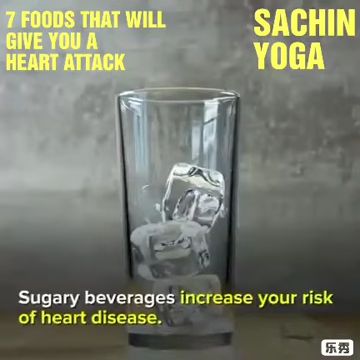 7 FOODS THAT WILL
GIVE YOU A
HEART ATTACK
SACHIN
YOGA
Sugary beverages increase your risk
of heart disease.
乐秀